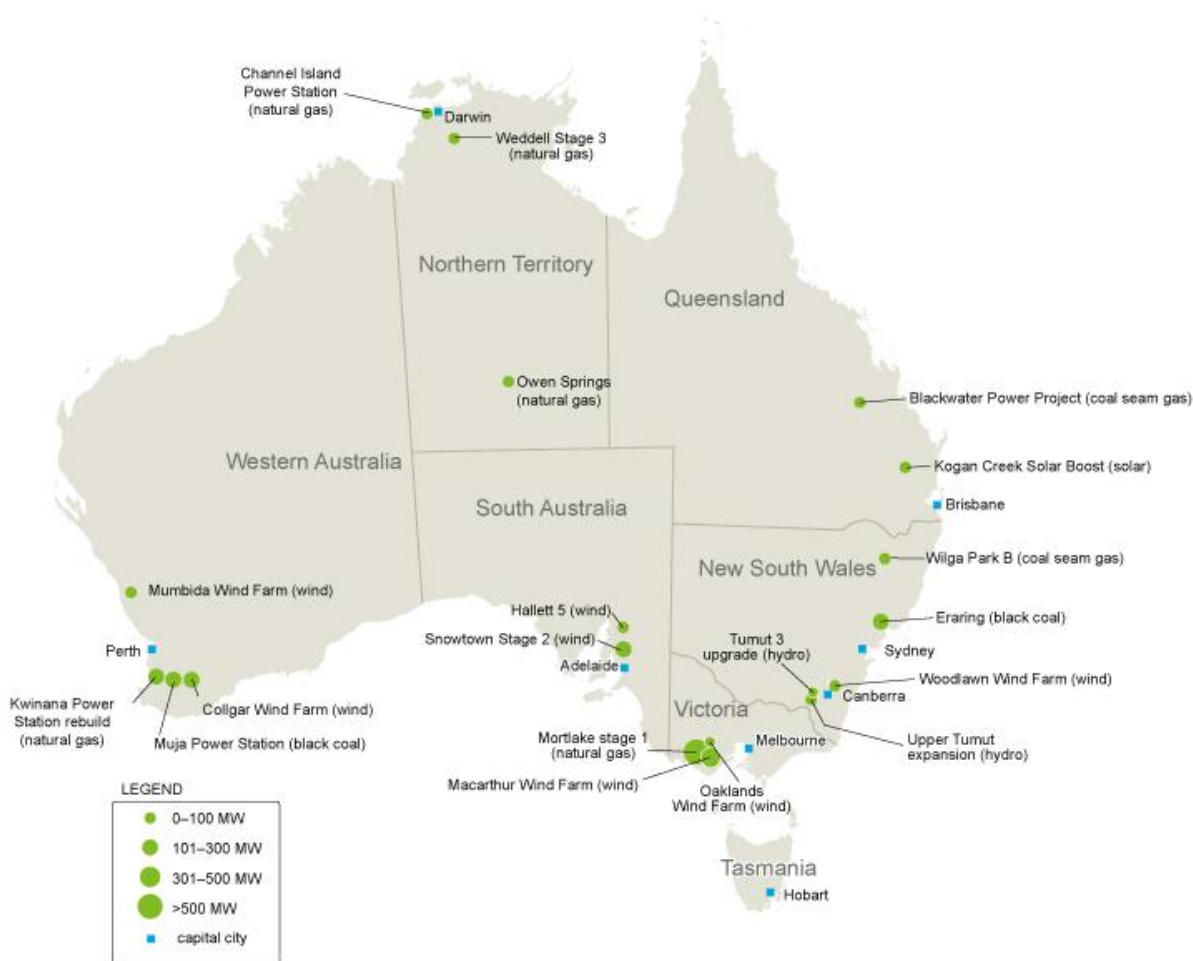 Channel Island
Power Station
(natural gas)
Darwin
Weddell Stage 3
(natural gas)
Northern Territory
Queensland
Owen Springs
(natural gas)
Blackwater Power Project (coal seam gas)
Western Australia
Kogan Creek Solar Boost (solar)
South Australia
Brisbane
New South Wales
Wilga Park B (coal seam gas)
Mumbida Wind Farm (wind)
Hallett 5 (wind)
Eraring (black coal)
Snowtown Stage 2 (wind)
Tumut 3
upgrade (hydro)
Perth
Sydney
Adelaide
Woodlawn Wind Farm (wind)
Canberra
Kwinana Power
Station rebuild
(natural gas)
Collgar Wind Farm (wind)
Victoria
Muja Power Station (black coal)
Mortlake stage 1
(natural gas)
Melbourne
Upper Tumut
expansion (hydro)
Macarthur Wind Farm (wind)
Oaklands
Wind Farm (wind)
LEGEND
0–100 MW
101–300 MW
301–500 MW
>500 MW
capital city
Tasmania
Hobart